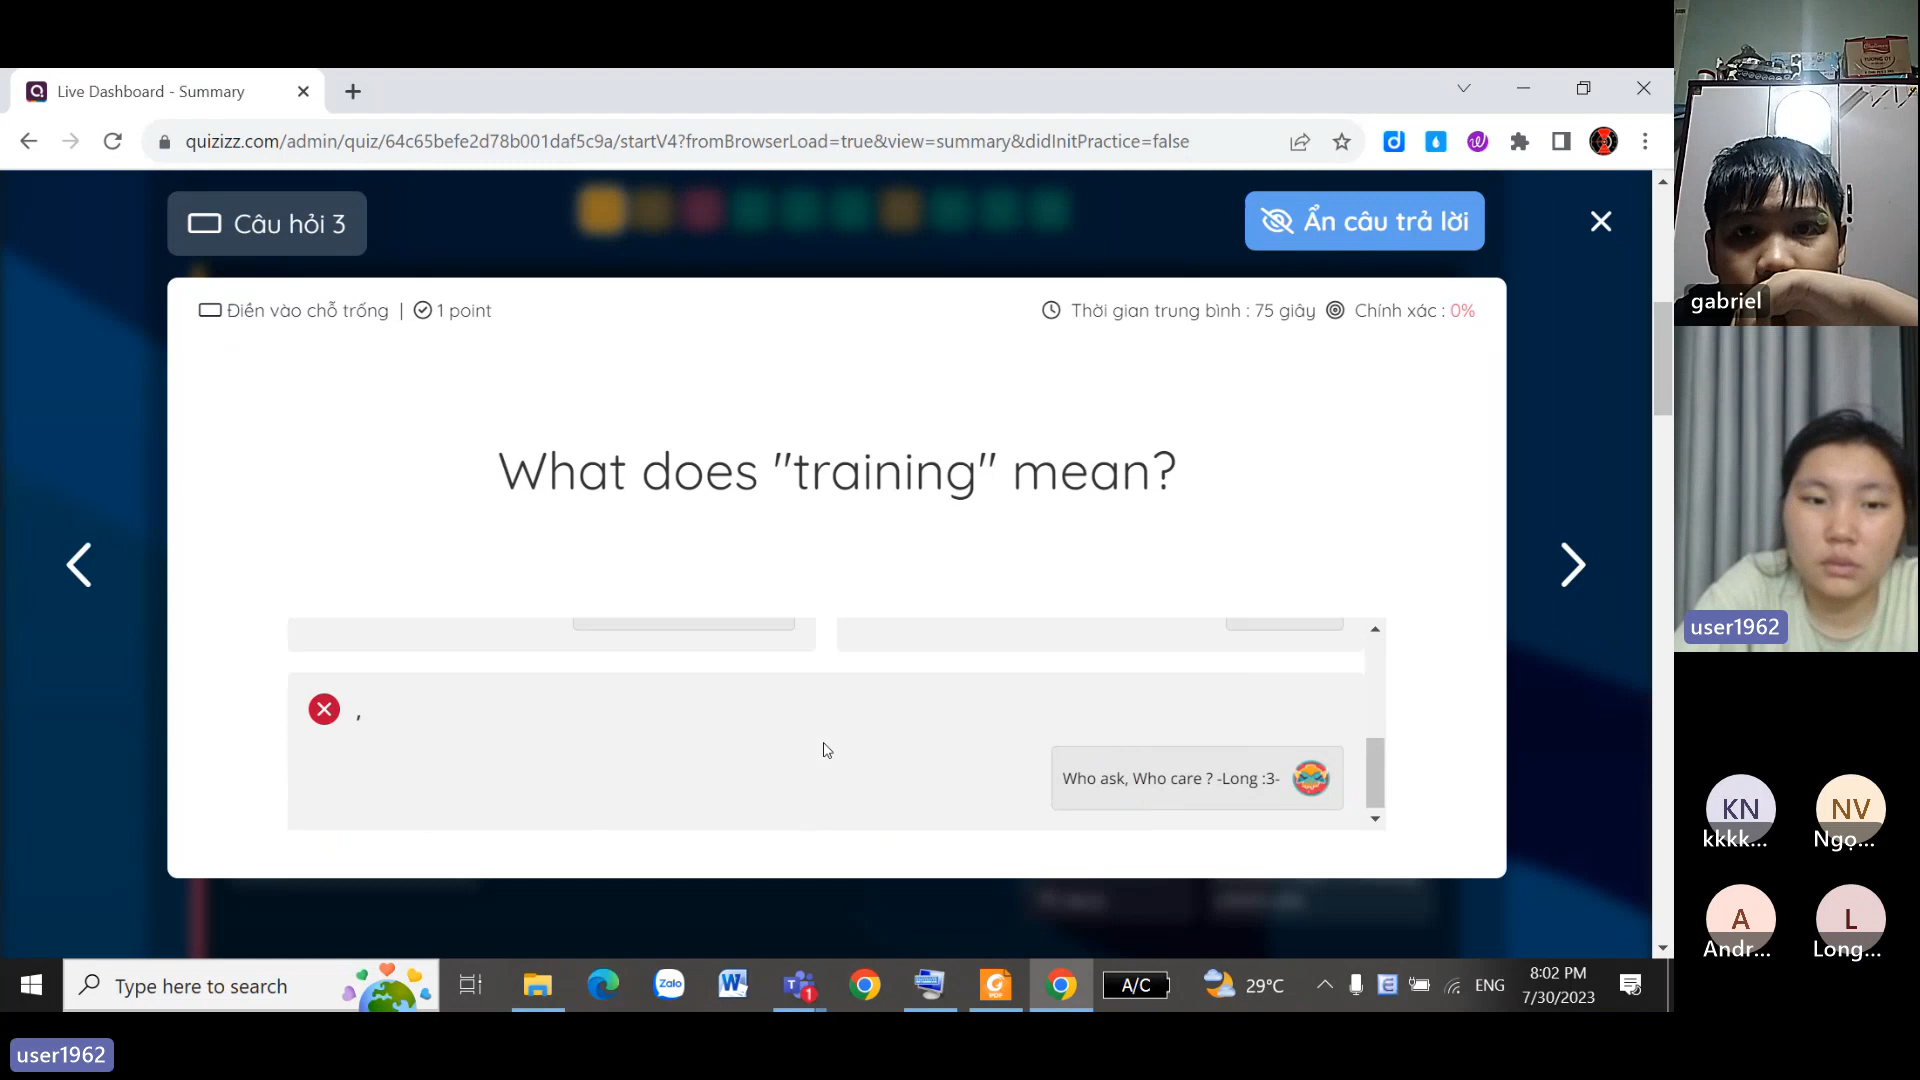 Live Dashboard - Summary
quizizz.com/admin/quiz/64c65befe2d78b001daf5c9a/startV4?fromBrowserLoad=true&view=summary&didInitPractice=false
Câu hỏi 3
Ẩn câu trả lời
Điền vào chỗ trống | 1 point
Thời gian trung bình : 75 giây
Chính xác : 0%
What does "training" mean?
,
Who ask, Who care ? -Long :3-
gabriel
user1962
KN
kkkk...
NV
Ngọ...
A
Andr...
L
Long...
Type here to search
Zalo
1
A/C
29°C
ENG
8:02 PM
7/30/2023
user1962